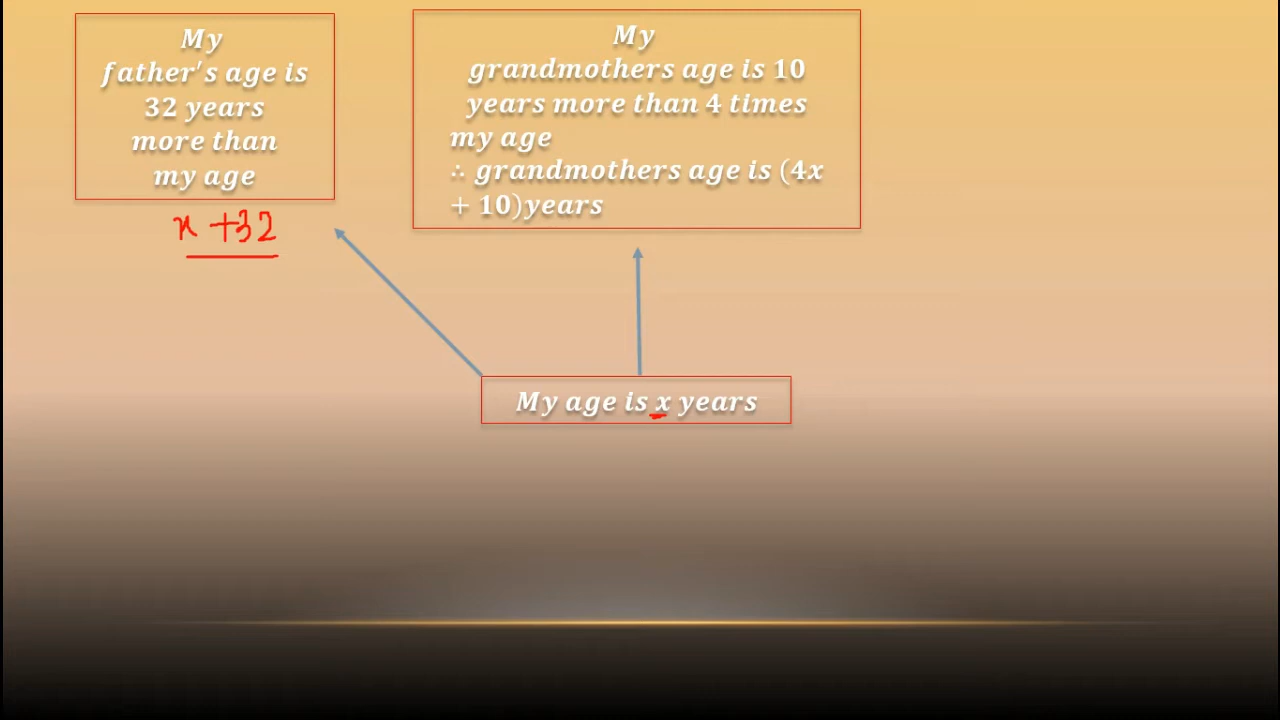 My
father's age is
32 years
more than
my age
x + 32
My
grandmothers age is 10
years more than 4 times
my age
∴ grandmothers age is (4x
+ 10)years
My age is x years